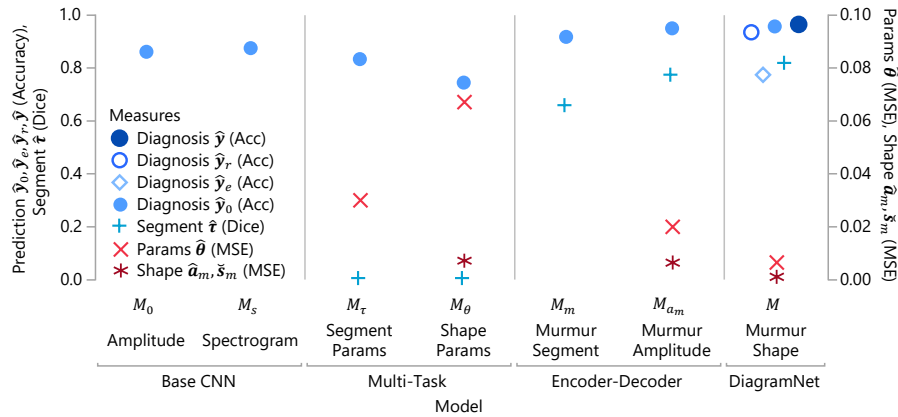 Prediction ŷ₀, ŷₑ, ŷᵣ, ŷ (Accuracy),
Segment τ̂ (Dice)
1.0
0.8
0.6
0.4
0.2
0.0
Measures
Diagnosis ŷ (Acc)
Diagnosis ŷᵣ (Acc)
Diagnosis ŷₑ (Acc)
Diagnosis ŷ₀ (Acc)
Segment τ̂ (Dice)
Params θ̂ (MSE)
Shape âₘ, s̆ₘ (MSE)
0.10
0.08
0.06
0.04
0.02
0.00
Params θ̂ (MSE), Shape âₘ, s̆ₘ
(MSE)
M₀ Mₛ M_τ M_θ Mₘ M_aₘ M
Amplitude Spectrogram Segment Shape Murmur Murmur Murmur
Params Params Segment Amplitude Shape
Base CNN Multi-Task Encoder-Decoder DiagramNet
Model